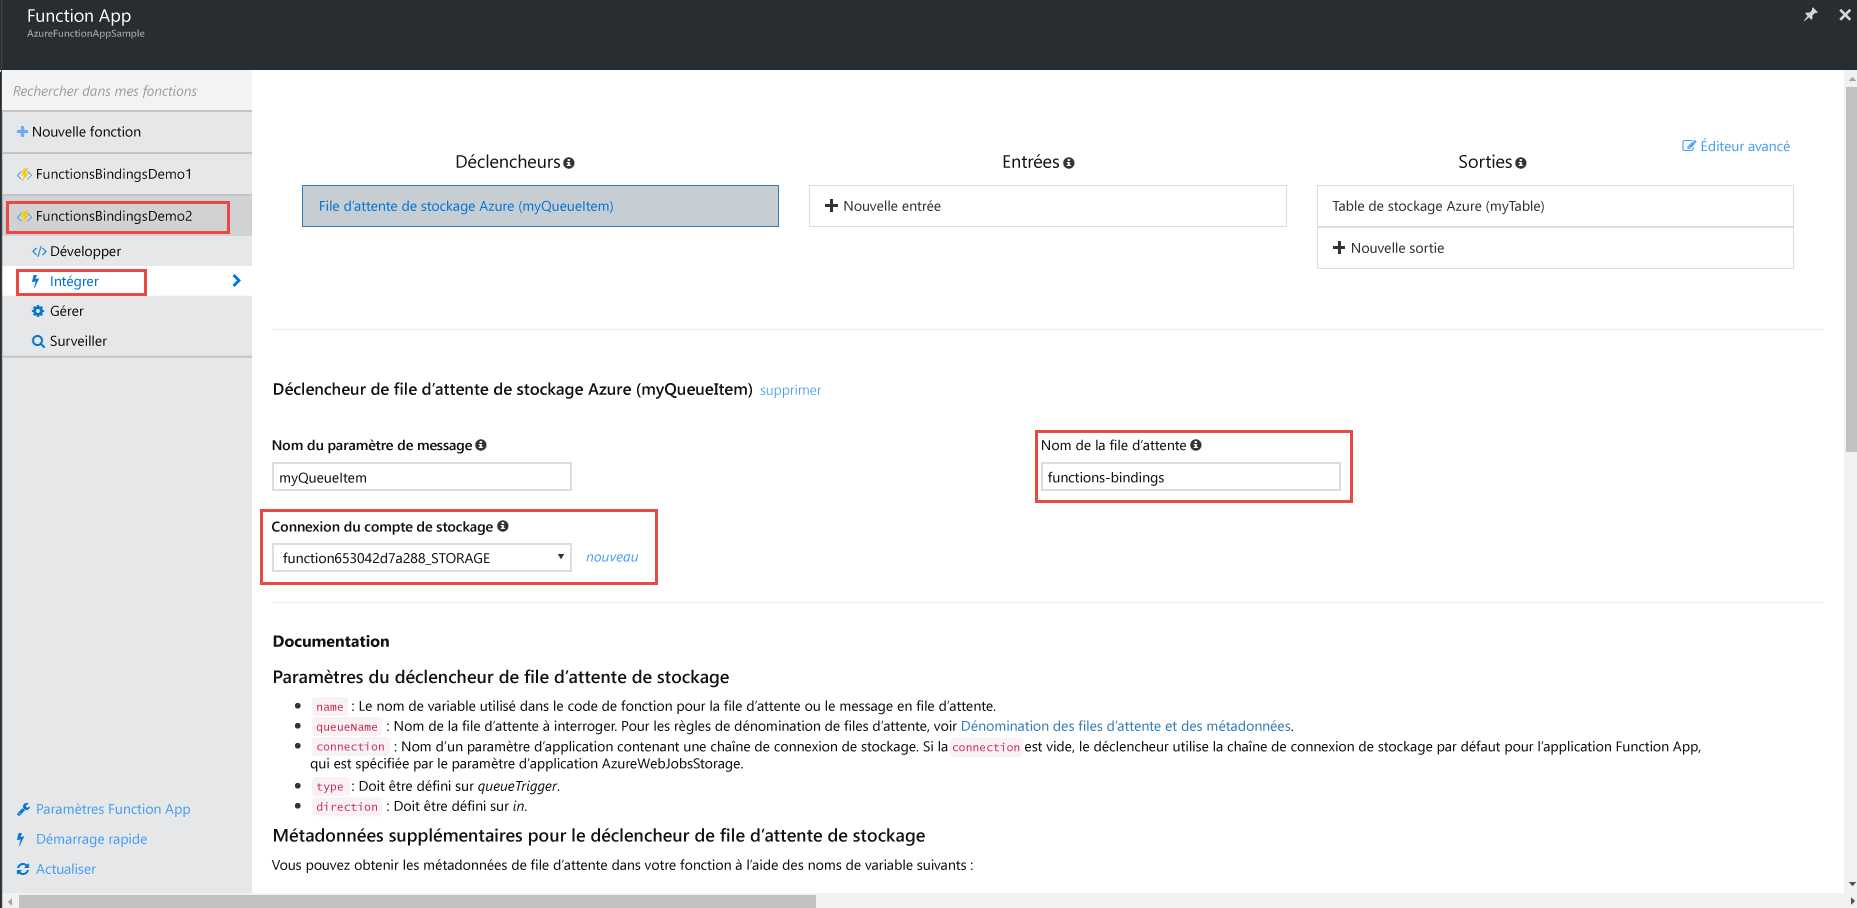 Function App
AzureFunctionAppSample
Rechercher dans mes fonctions
Nouvelle fonction
FunctionsBindingsDemo1
FunctionsBindingsDemo2
Développer
Intégrer
Gérer
Surveiller
Paramètres Function App
Démarrage rapide
Actualiser
Éditeur avancé
Déclencheurs
File d'attente de stockage Azure (myQueueItem)
Entrées
Nouvelle entrée
Sorties
Table de stockage Azure (myTable)
Nouvelle sortie
Déclencheur de file d'attente de stockage Azure (myQueueItem) supprimer
Nom du paramètre de message
myQueueItem
Nom de la file d'attente
functions-bindings
Connexion du compte de stockage
function653042d7a288_STORAGE nouveau
Documentation
Paramètres du déclencheur de file d'attente de stockage
• name : Le nom de variable utilisé dans le code de fonction pour la file d'attente ou le message en file d'attente.
• queueName : Nom de la file d'attente à interroger. Pour les règles de dénomination de files d'attente, voir Dénomination des files d'attente et des métadonnées.
• connection : Nom d'un paramètre d'application contenant une chaîne de connexion de stockage. Si la connection est vide, le déclencheur utilise la chaîne de connexion de stockage par défaut pour l'application Function App,
qui est spécifiée par le paramètre d'application AzureWebJobsStorage.
• type : Doit être défini sur queueTrigger.
• direction : Doit être défini sur in.
Métadonnées supplémentaires pour le déclencheur de file d'attente de stockage
Vous pouvez obtenir les métadonnées de file d'attente dans votre fonction à l'aide des noms de variable suivants :